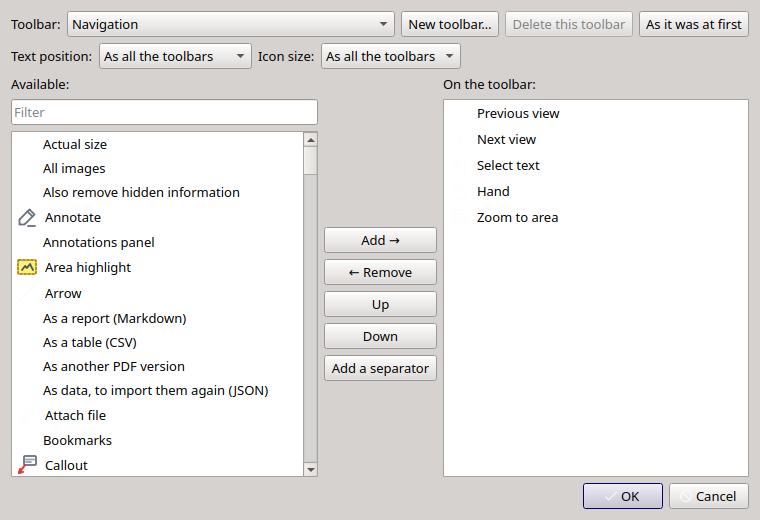 Toolbar: Navigation New toolbar... Delete this toolbar As it was at first
Text position: As all the toolbars Icon size: As all the toolbars
Available:
On the toolbar:
Filter
Actual size
All images
Also remove hidden information
Annotate
Annotations panel
Area highlight
Arrow
As a report (Markdown)
As a table (CSV)
As another PDF version
As data, to import them again (JSON)
Attach file
Bookmarks
Callout
Add →
← Remove
Up
Down
Add a separator
Previous view
Next view
Select text
Hand
Zoom to area
OK Cancel